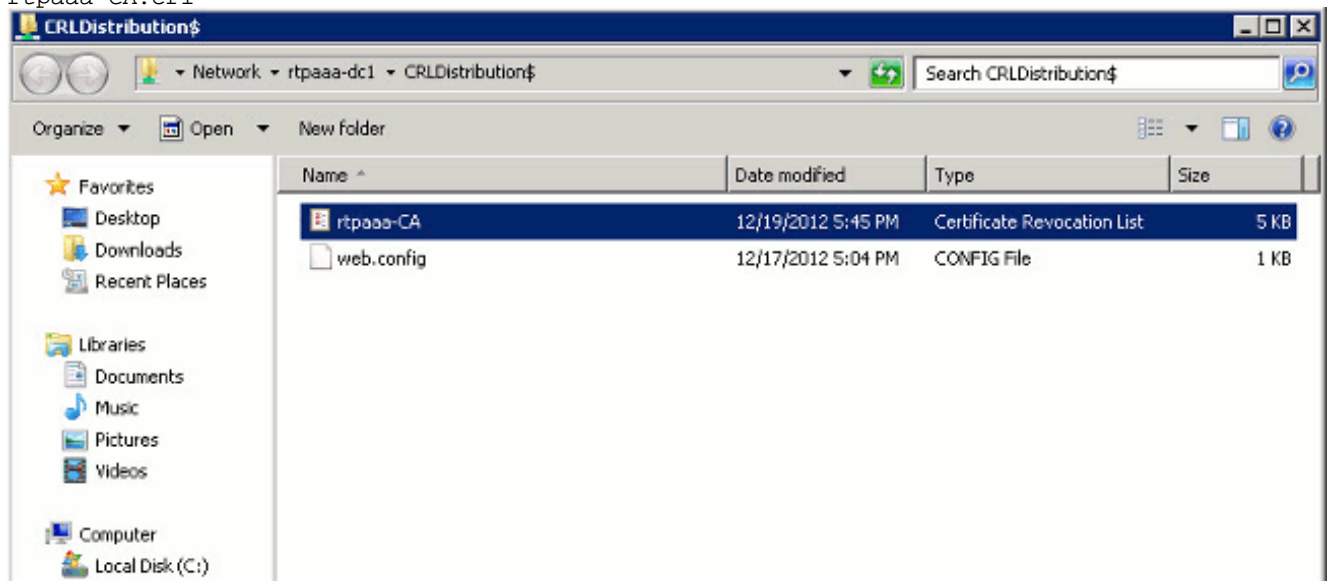 rtpaaa-CA.crl
CRLDistribution$
Network rtpaaa-dc1 CRLDistribution$ Search CRLDistribution$
Organize Open New folder
Name Date modified Type Size
Favorites
Desktop
Downloads
Recent Places
Libraries
Documents
Music
Pictures
Videos
Computer
Local Disk (C:)
rtpaaa-CA 12/19/2012 5:45 PM Certificate Revocation List 5 KB
web.config 12/17/2012 5:04 PM CONFIG File 1 KB